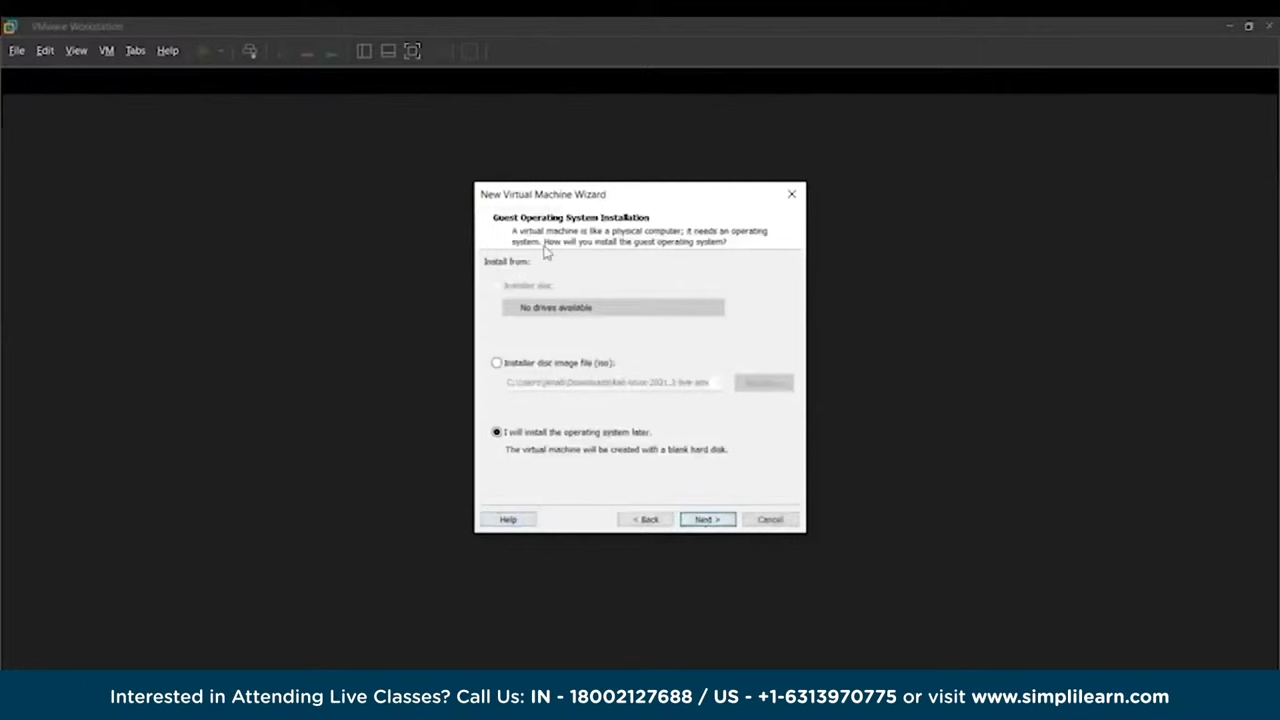 VMware Workstation
File Edit View VM Tabs Help
New Virtual Machine Wizard
Guest Operating System Installation
A virtual machine is like a physical computer; it needs an operating
system. How will you install the guest operating system?
Install from:
Installer disc:
No drives available
Installer disc image file (iso):
I will install the operating system later.
The virtual machine will be created with a blank hard disk.
Help < Back Next > Cancel
Interested in Attending Live Classes? Call Us: IN - 18002127688 / US - +1-6313970775 or visit www.simplilearn.com